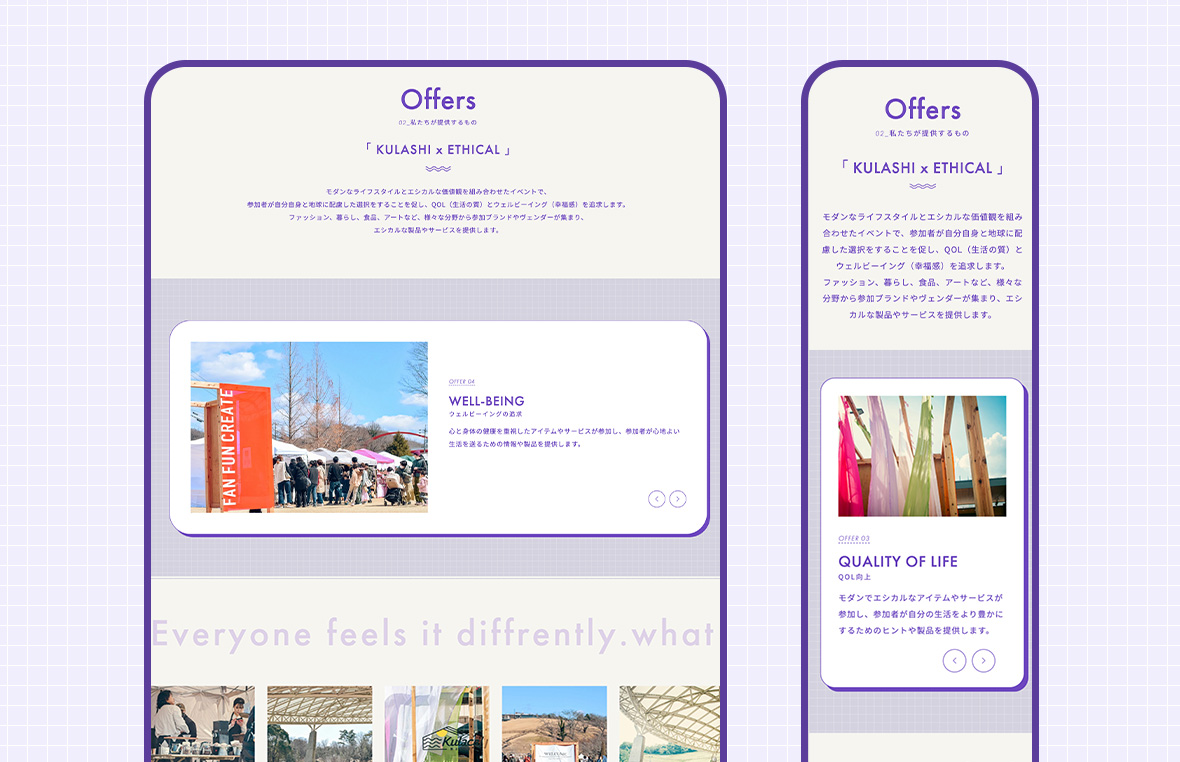 Offers
02_私たちが提供するもの
「 KULASHI x ETHICAL 」
モダンなライフスタイルとエシカルな価値観を組み合わせたイベントで、
参加者が自分自身と地球に配慮した選択をすることを促し、QOL（生活の質）とウェルビーイング（幸福感）を追求します。
ファッション、暮らし、食品、アートなど、様々な分野から参加ブランドやヴェンダーが集まり、
エシカルな製品やサービスを提供します。
FAN FUN CREATE
OFFER 04
WELL-BEING
ウェルビーイングの追求
心と身体の健康を重視したアイテムやサービスが参加し、参加者が心地よい
生活を送るための情報や製品を提供します。
Everyone feels it diffrently.what
WELCOME
Offers
02_私たちが提供するもの
「 KULASHI x ETHICAL 」
モダンなライフスタイルとエシカルな価値観を組み
合わせたイベントで、参加者が自分自身と地球に配
慮した選択をすることを促し、QOL（生活の質）と
ウェルビーイング（幸福感）を追求します。
ファッション、暮らし、食品、アートなど、様々な
分野から参加ブランドやヴェンダーが集まり、エシ
カルな製品やサービスを提供します。
OFFER 03
QUALITY OF LIFE
QOL向上
モダンでエシカルなアイテムやサービスが
参加し、参加者が自分の生活をより豊かに
するためのヒントや製品を提供します。